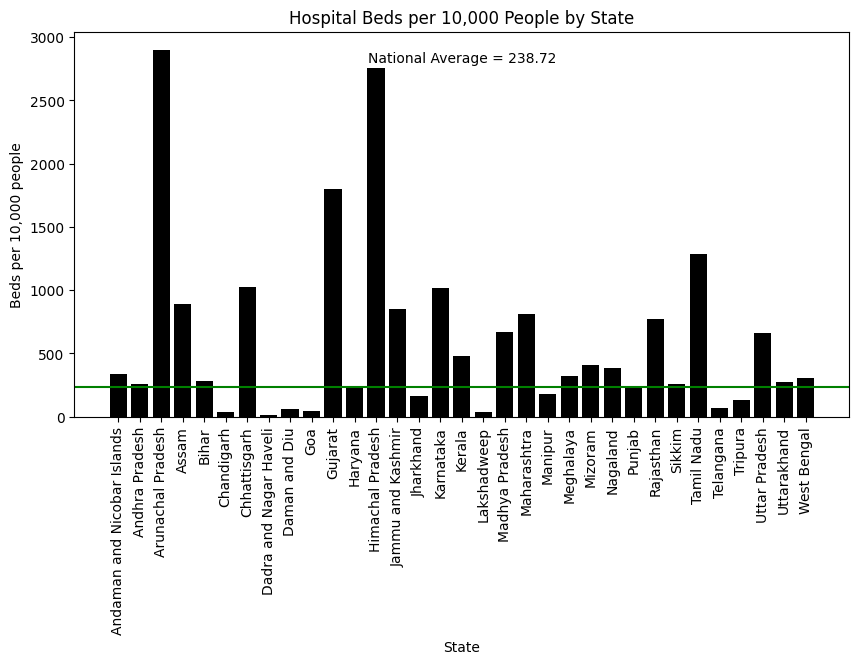 Hospital Beds per 10,000 People by State
National Average = 238.72
Beds per 10,000 people
3000
2500
2000
1500
1000
500
0
Andaman and Nicobar Islands
Andhra Pradesh
Arunachal Pradesh
Assam
Bihar
Chandigarh
Chhattisgarh
Dadra and Nagar Haveli
Daman and Diu
Goa
Gujarat
Haryana
Himachal Pradesh
Jammu and Kashmir
Jharkhand
Karnataka
Kerala
Lakshadweep
Madhya Pradesh
Maharashtra
Manipur
Meghalaya
Mizoram
Nagaland
Punjab
Rajasthan
Sikkim
Tamil Nadu
Telangana
Tripura
Uttar Pradesh
Uttarakhand
West Bengal
State